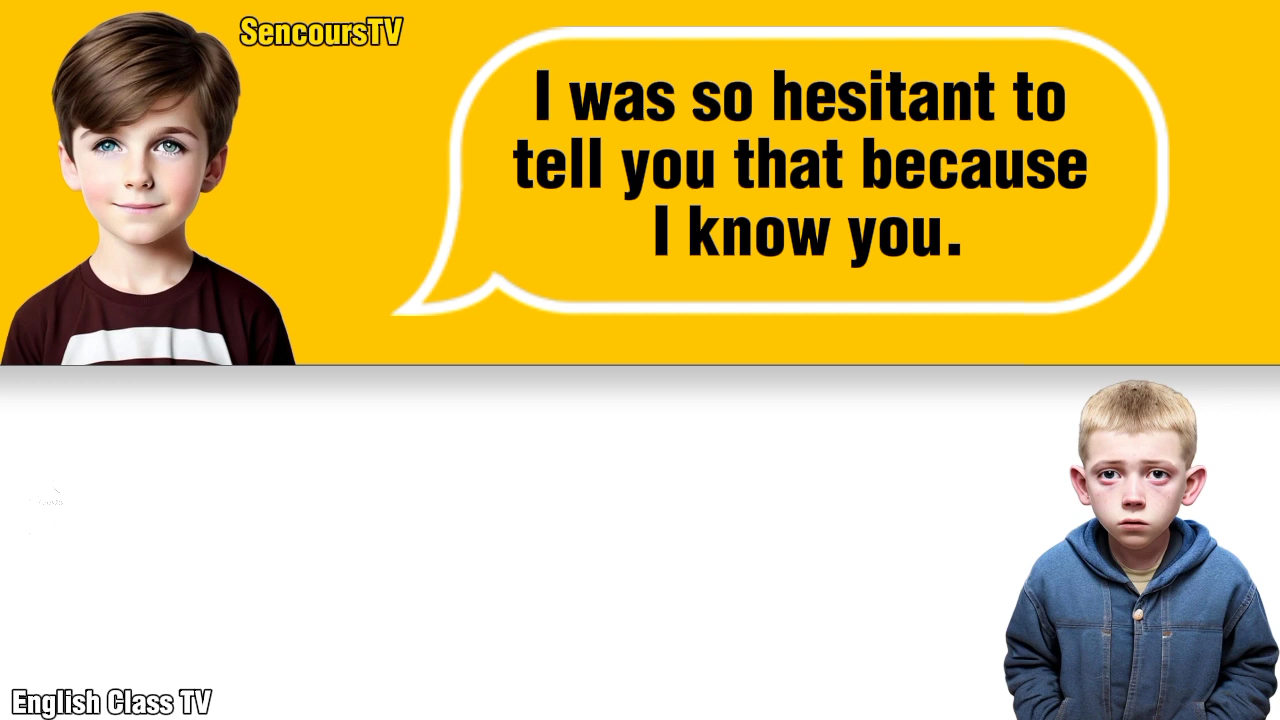 SencoursTV
I was so hesitant to
tell you that because
I know you.
English Class TV